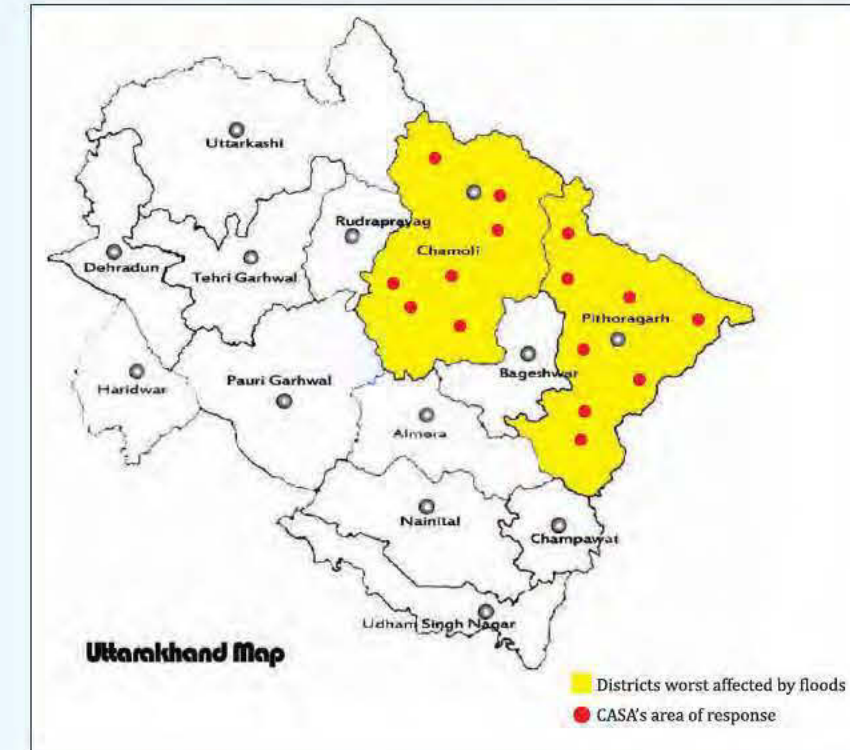 Uttarkashi
Rudraprayag
Chamoli
Dehradun
Tehri Garhwal
Pithoragarh
Bageshwar
Pauri Garhwal
Haridwar
Almora
Nainital
Champawat
Udham Singh Nagar
Uttarakhand Map
Districts worst affected by floods
CASA's area of response